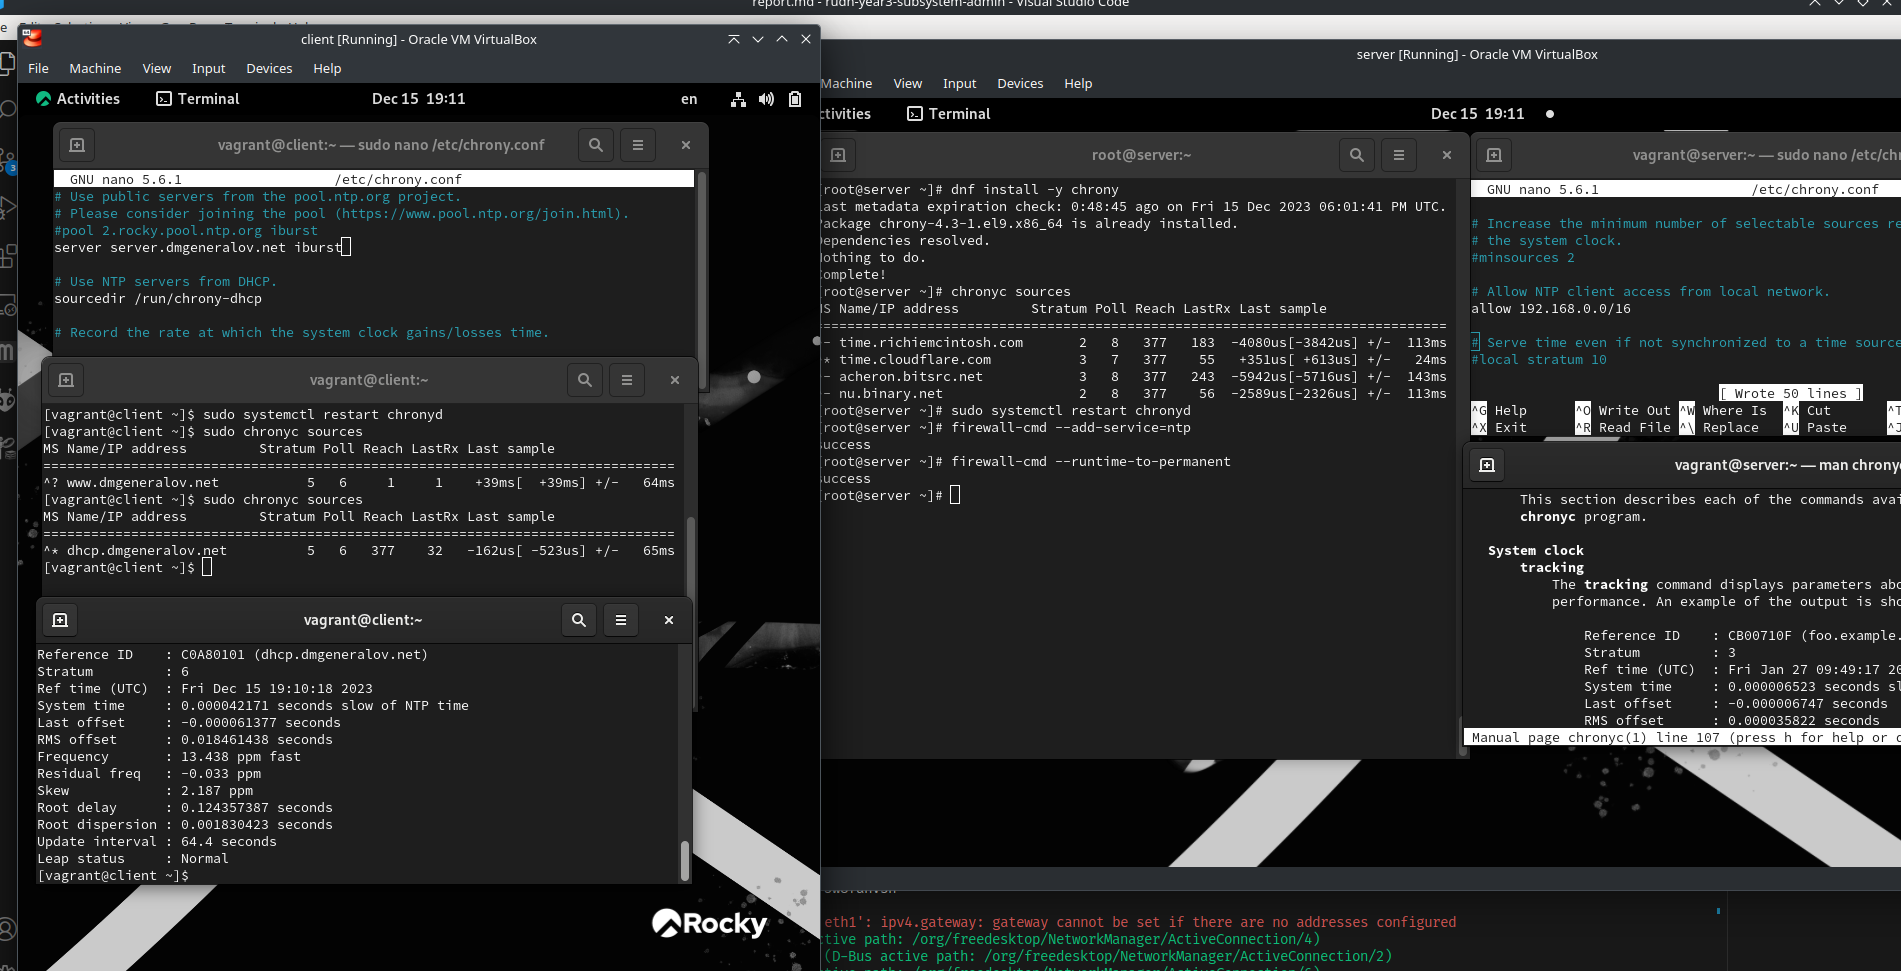 report.md - rudn-year3-subsystem-admin - Visual Studio Code
client [Running] - Oracle VM VirtualBox
File Machine View Input Devices Help
Activities Terminal Dec 15 19:11 en
vagrant@client:~ — sudo nano /etc/chrony.conf
GNU nano 5.6.1 /etc/chrony.conf
# Use public servers from the pool.ntp.org project.
# Please consider joining the pool (https://www.pool.ntp.org/join.html).
#pool 2.rocky.pool.ntp.org iburst
server server.dmgeneralov.net iburst
# Use NTP servers from DHCP.
sourcedir /run/chrony-dhcp
# Record the rate at which the system clock gains/losses time.
vagrant@client:~
[vagrant@client ~]$ sudo systemctl restart chronyd
[vagrant@client ~]$ sudo chronyc sources
MS Name/IP address Stratum Poll Reach LastRx Last sample
===============================================================================
^? www.dmgeneralov.net 5 6 1 1 +39ms[ +39ms] +/- 64ms
[vagrant@client ~]$ sudo chronyc sources
MS Name/IP address Stratum Poll Reach LastRx Last sample
===============================================================================
^* dhcp.dmgeneralov.net 5 6 377 32 -162us[ -523us] +/- 65ms
[vagrant@client ~]$
vagrant@client:~
Reference ID : C0A80101 (dhcp.dmgeneralov.net)
Stratum : 6
Ref time (UTC) : Fri Dec 15 19:10:18 2023
System time : 0.000042171 seconds slow of NTP time
Last offset : -0.000061377 seconds
RMS offset : 0.018461438 seconds
Frequency : 13.438 ppm fast
Residual freq : -0.033 ppm
Skew : 2.187 ppm
Root delay : 0.124357387 seconds
Root dispersion : 0.001830423 seconds
Update interval : 64.4 seconds
Leap status : Normal
[vagrant@client ~]$
Rocky
server [Running] - Oracle VM VirtualBox
Machine View Input Devices Help
tivities Terminal Dec 15 19:11
root@server:~
[root@server ~]# dnf install -y chrony
Last metadata expiration check: 0:48:45 ago on Fri 15 Dec 2023 06:01:41 PM UTC.
Package chrony-4.3-1.el9.x86_64 is already installed.
Dependencies resolved.
Nothing to do.
Complete!
[root@server ~]# chronyc sources
MS Name/IP address Stratum Poll Reach LastRx Last sample
===============================================================================
- time.richiemcintosh.com 2 8 377 183 -4080us[-3842us] +/- 113ms
* time.cloudflare.com 3 7 377 55 +351us[ +613us] +/- 24ms
- acheron.bitsrc.net 3 8 377 243 -5942us[-5716us] +/- 143ms
- nu.binary.net 2 8 377 56 -2589us[-2326us] +/- 113ms
[root@server ~]# sudo systemctl restart chronyd
[root@server ~]# firewall-cmd --add-service=ntp
success
[root@server ~]# firewall-cmd --runtime-to-permanent
success
[root@server ~]#
vagrant@server:~ — sudo nano /etc/chr
GNU nano 5.6.1 /etc/chrony.conf
# Increase the minimum number of selectable sources re
# the system clock.
#minsources 2
# Allow NTP client access from local network.
allow 192.168.0.0/16
# Serve time even if not synchronized to a time source
#local stratum 10
[ Wrote 50 lines ]
^G Help ^O Write Out ^W Where Is ^K Cut ^T
^X Exit ^R Read File ^\ Replace ^U Paste ^J
vagrant@server:~ — man chrony
This section describes each of the commands avai
chronyc program.
System clock
tracking
The tracking command displays parameters abo
performance. An example of the output is sho
Reference ID : CB00710F (foo.example.
Stratum : 3
Ref time (UTC) : Fri Jan 27 09:49:17 20
System time : 0.000006523 seconds sl
Last offset : -0.000006747 seconds
RMS offset : 0.000035822 seconds
Manual page chronyc(1) line 107 (press h for help or q
eth1': ipv4.gateway: gateway cannot be set if there are no addresses configured
ctive path: /org/freedesktop/NetworkManager/ActiveConnection/4)
(D-Bus active path: /org/freedesktop/NetworkManager/ActiveConnection/2)